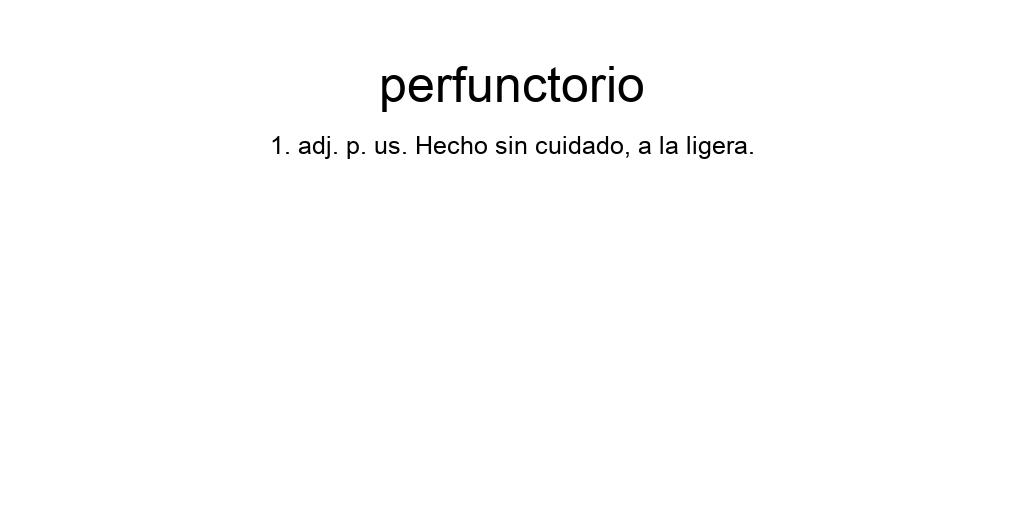 perfunctorio
1. adj. p. us. Hecho sin cuidado, a la ligera.